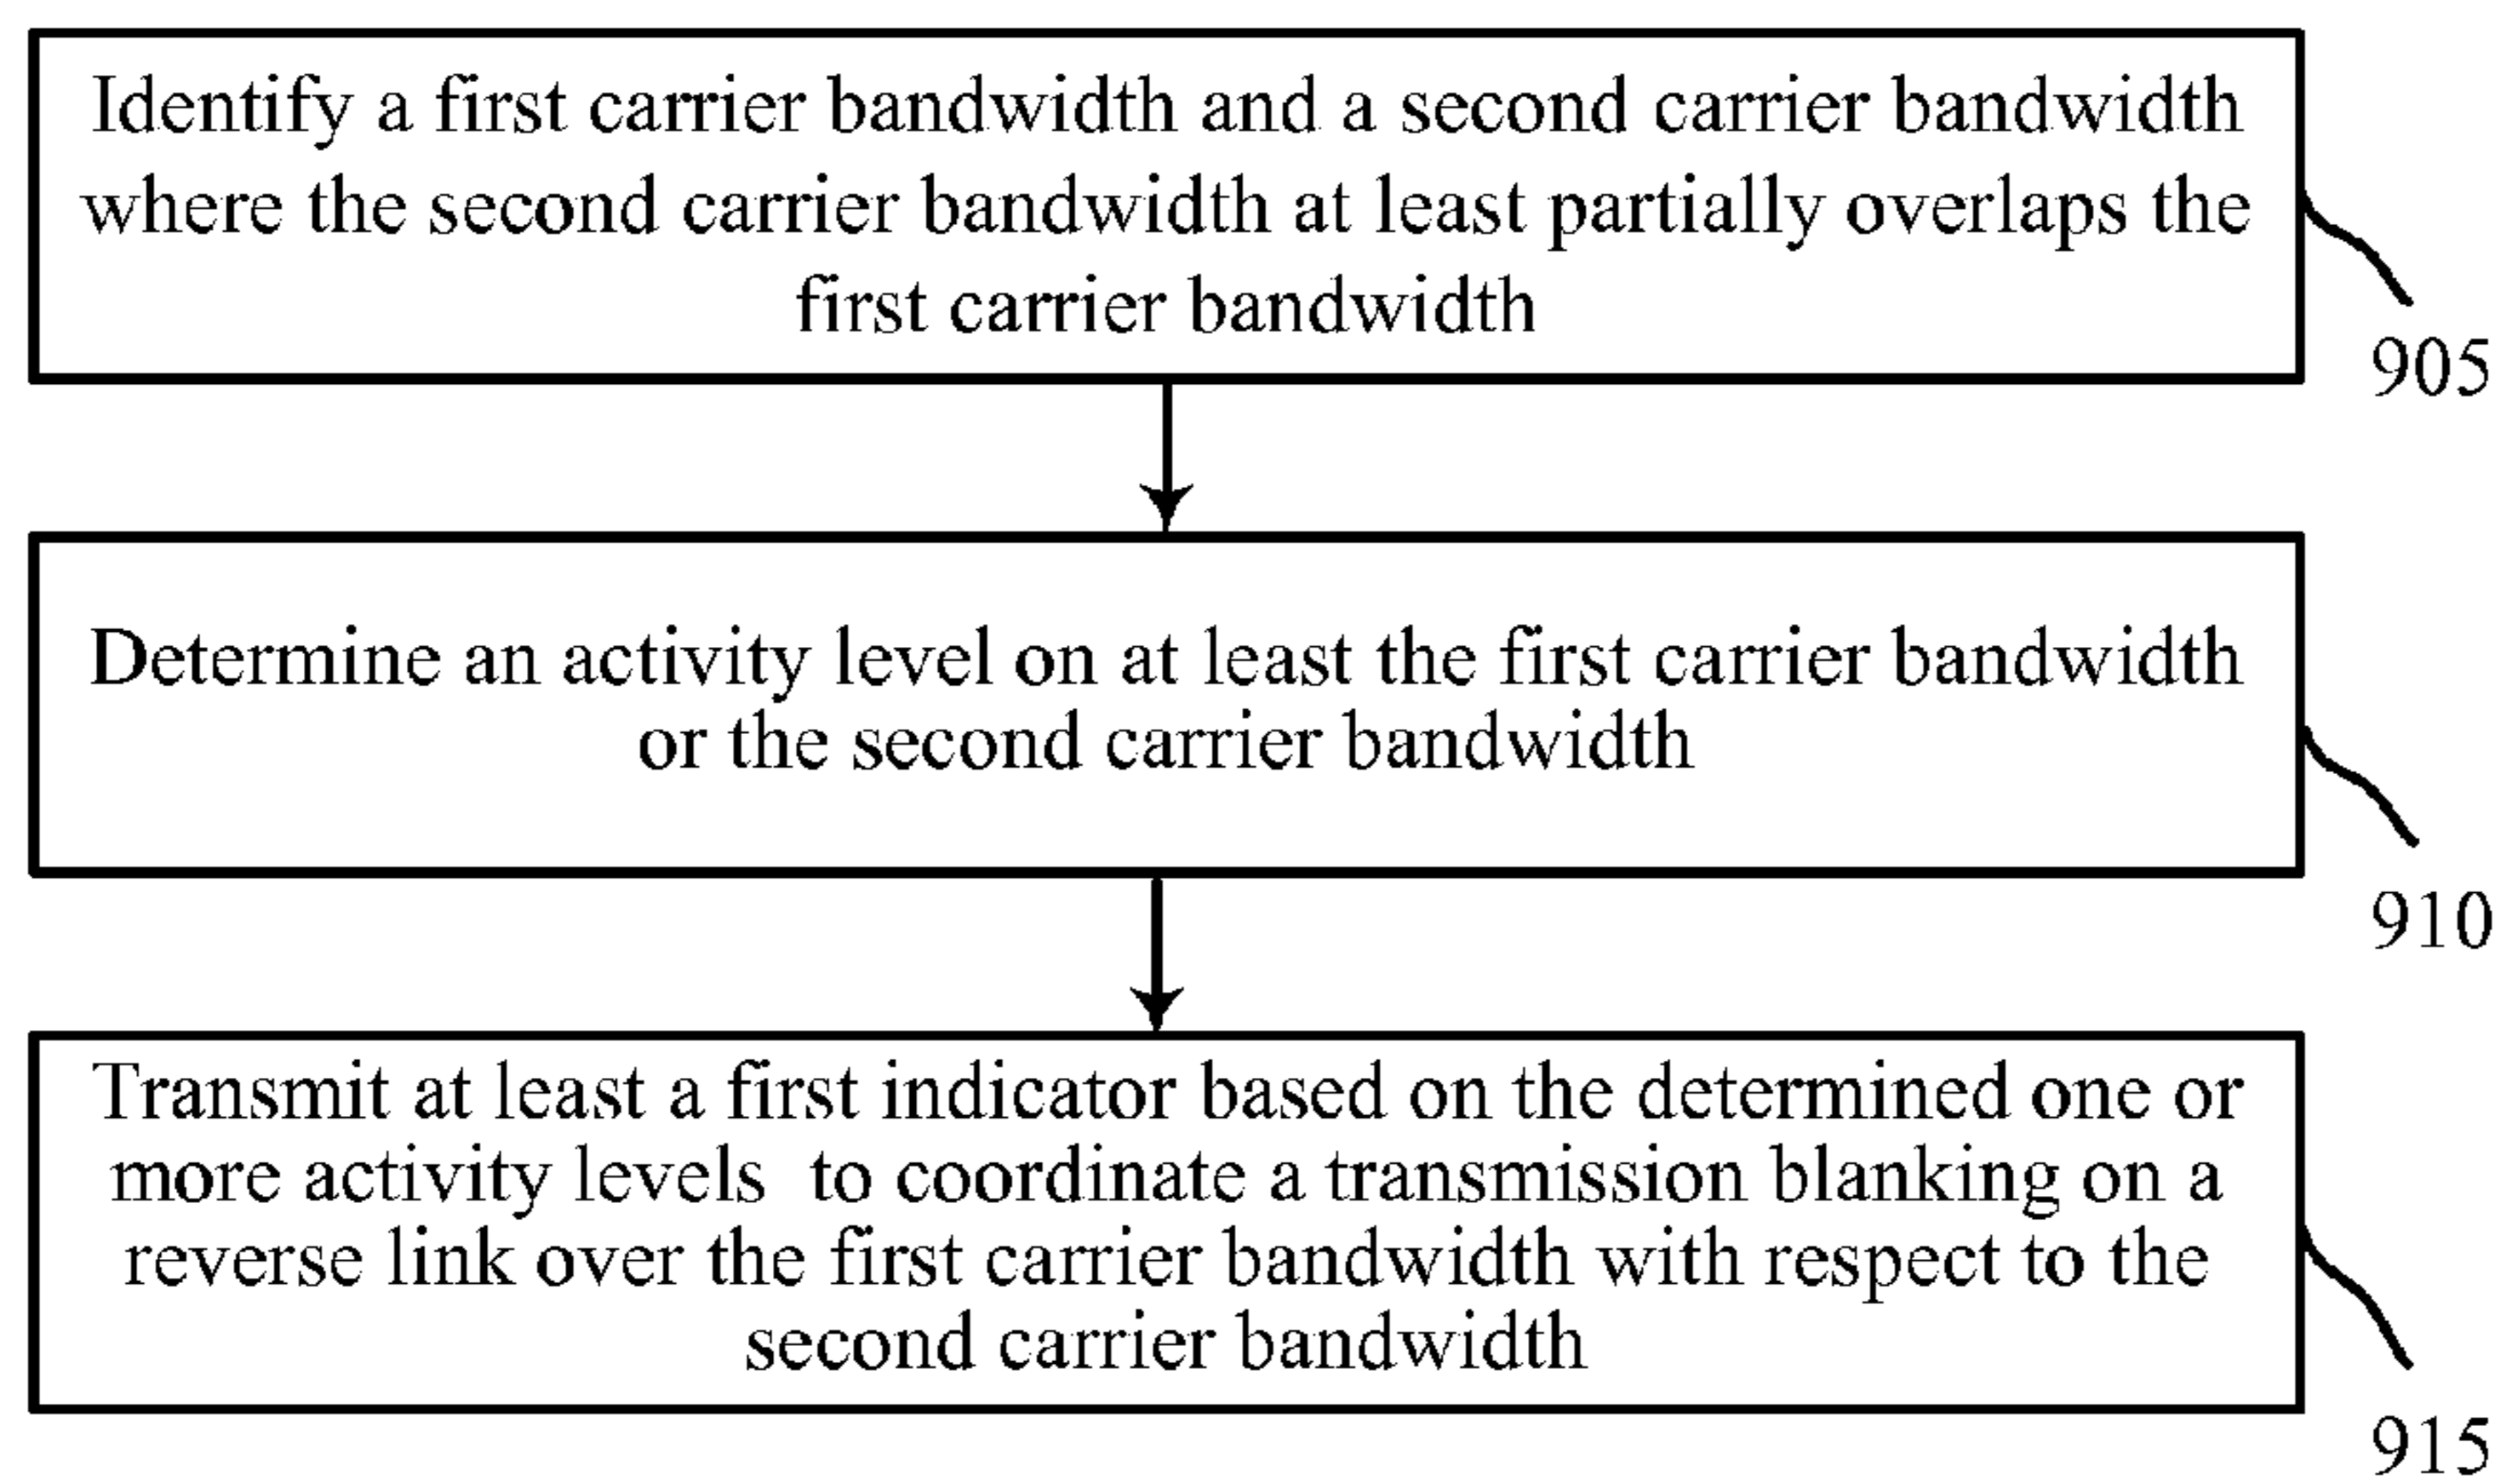 Identify a first carrier bandwidth and a second carrier bandwidth
where the second carrier bandwidth at least partially overlaps the
first carrier bandwidth
905
Determine an activity level on at least the first carrier bandwidth
or the second carrier bandwidth
910
Transmit at least a first indicator based on the determined one or
more activity levels to coordinate a transmission blanking on a
reverse link over the first carrier bandwidth with respect to the
second carrier bandwidth
915